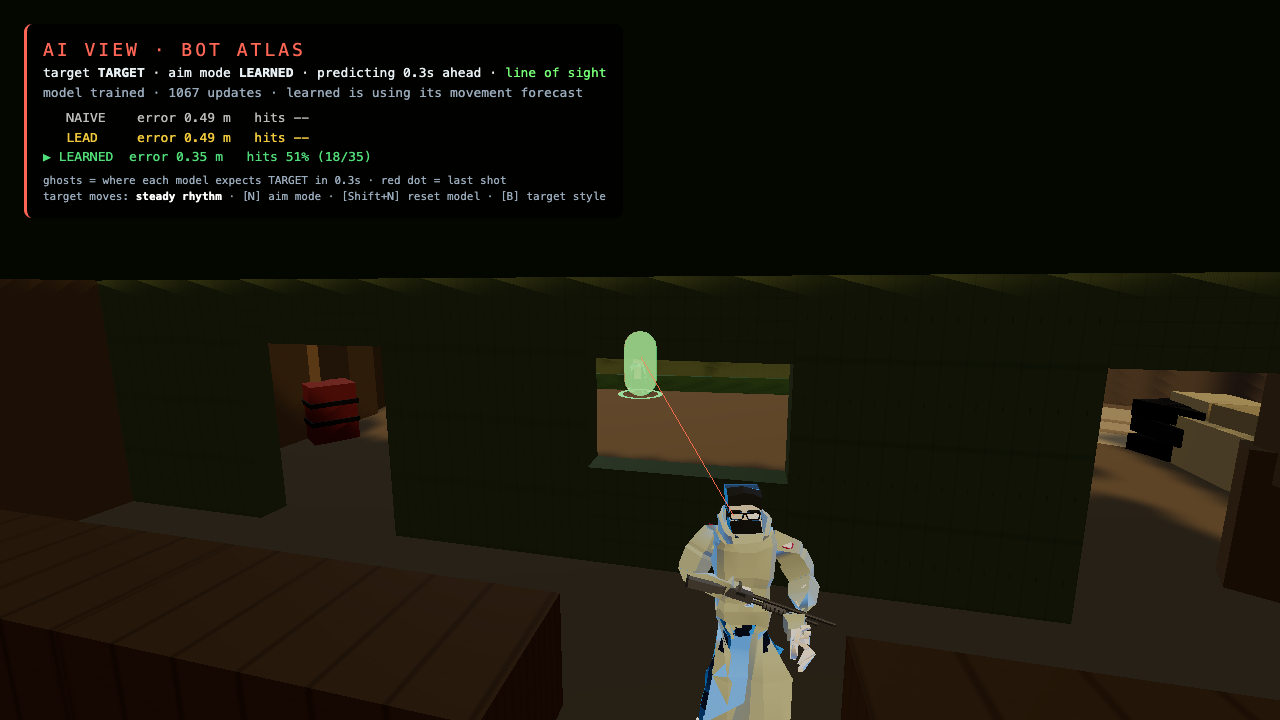 AI VIEW · BOT ATLAS
target TARGET · aim mode LEARNED · predicting 0.3s ahead · line of sight
model trained · 1067 updates · learned is using its movement forecast
NAIVE error 0.49 m hits ——
LEAD error 0.49 m hits ——
▶ LEARNED error 0.35 m hits 51% (18/35)
ghosts = where each model expects TARGET in 0.3s · red dot = last shot
target moves: steady rhythm · [N] aim mode · [Shift+N] reset model · [B] target style